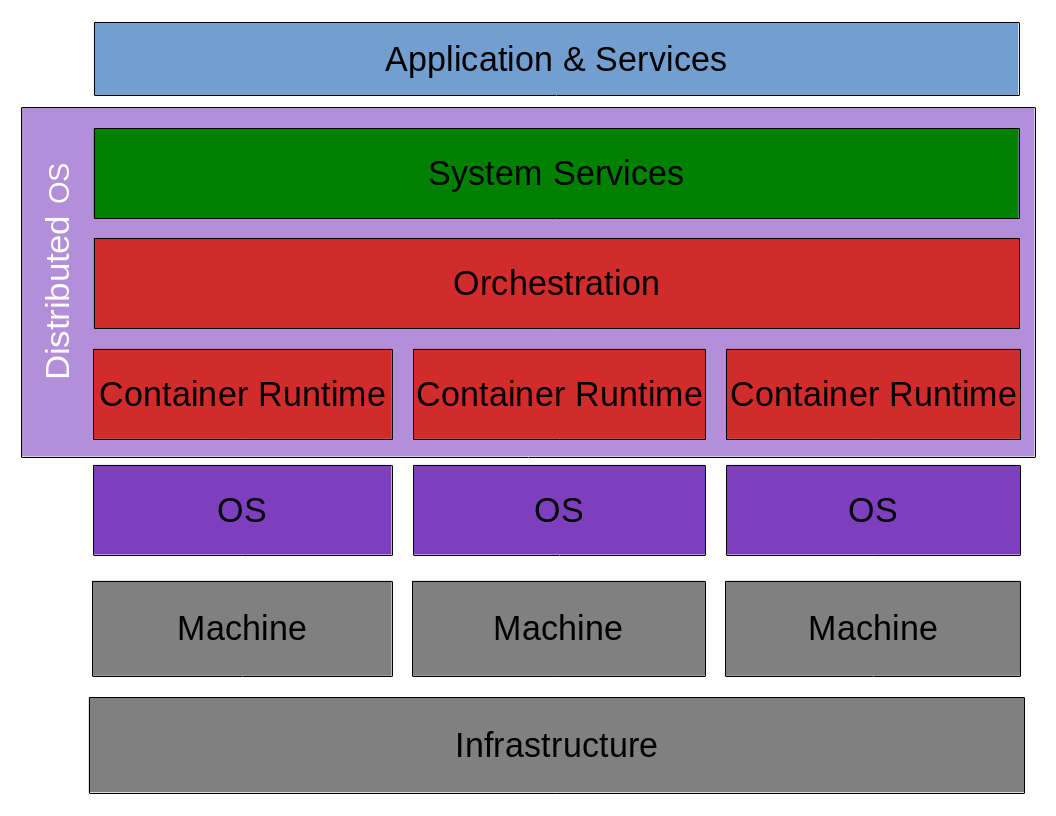 Application & Services
Distributed OS
System Services
Orchestration
Container Runtime
Container Runtime
Container Runtime
OS
OS
OS
Machine
Machine
Machine
Infrastructure